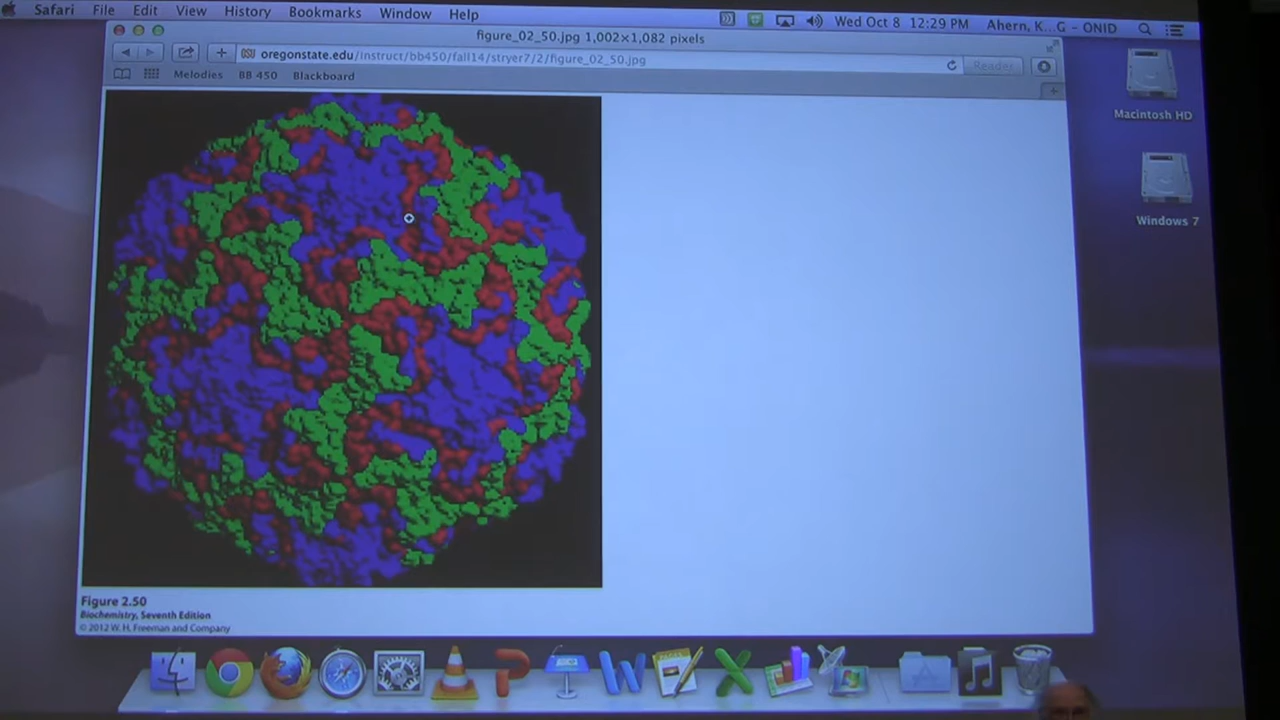 Safari File Edit View History Bookmarks Window Help Wed Oct 8 12:29 PM Ahern, K...G - ONID
figure_02_50.jpg 1,002×1,082 pixels
oregonstate.edu/instruct/bb450/fall14/stryer7/2/figure_02_50.jpg Reader
Melodies BB 450 Blackboard
Macintosh HD
Windows 7
Figure 2.50
Biochemistry, Seventh Edition
© 2012 W. H. Freeman and Company